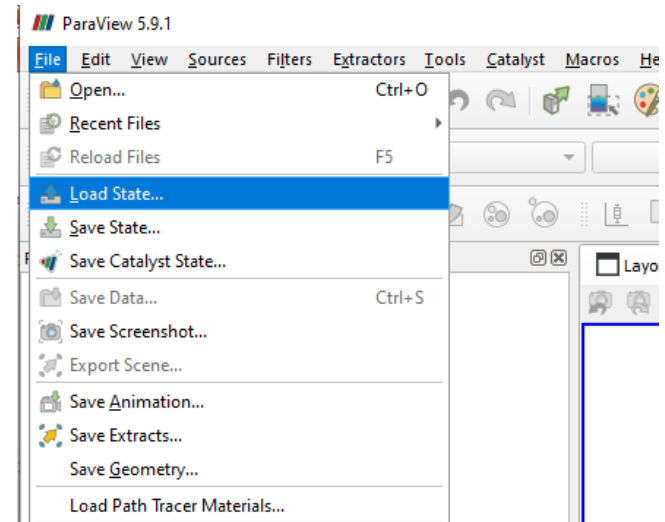 ParaView 5.9.1
File Edit View Sources Filters Extractors Tools Catalyst Macros He
Open... Ctrl+O
Recent Files
Reload Files F5
Load State...
Save State...
Save Catalyst State...
Layo
Save Data... Ctrl+S
Save Screenshot...
Export Scene...
Save Animation...
Save Extracts...
Save Geometry...
Load Path Tracer Materials...